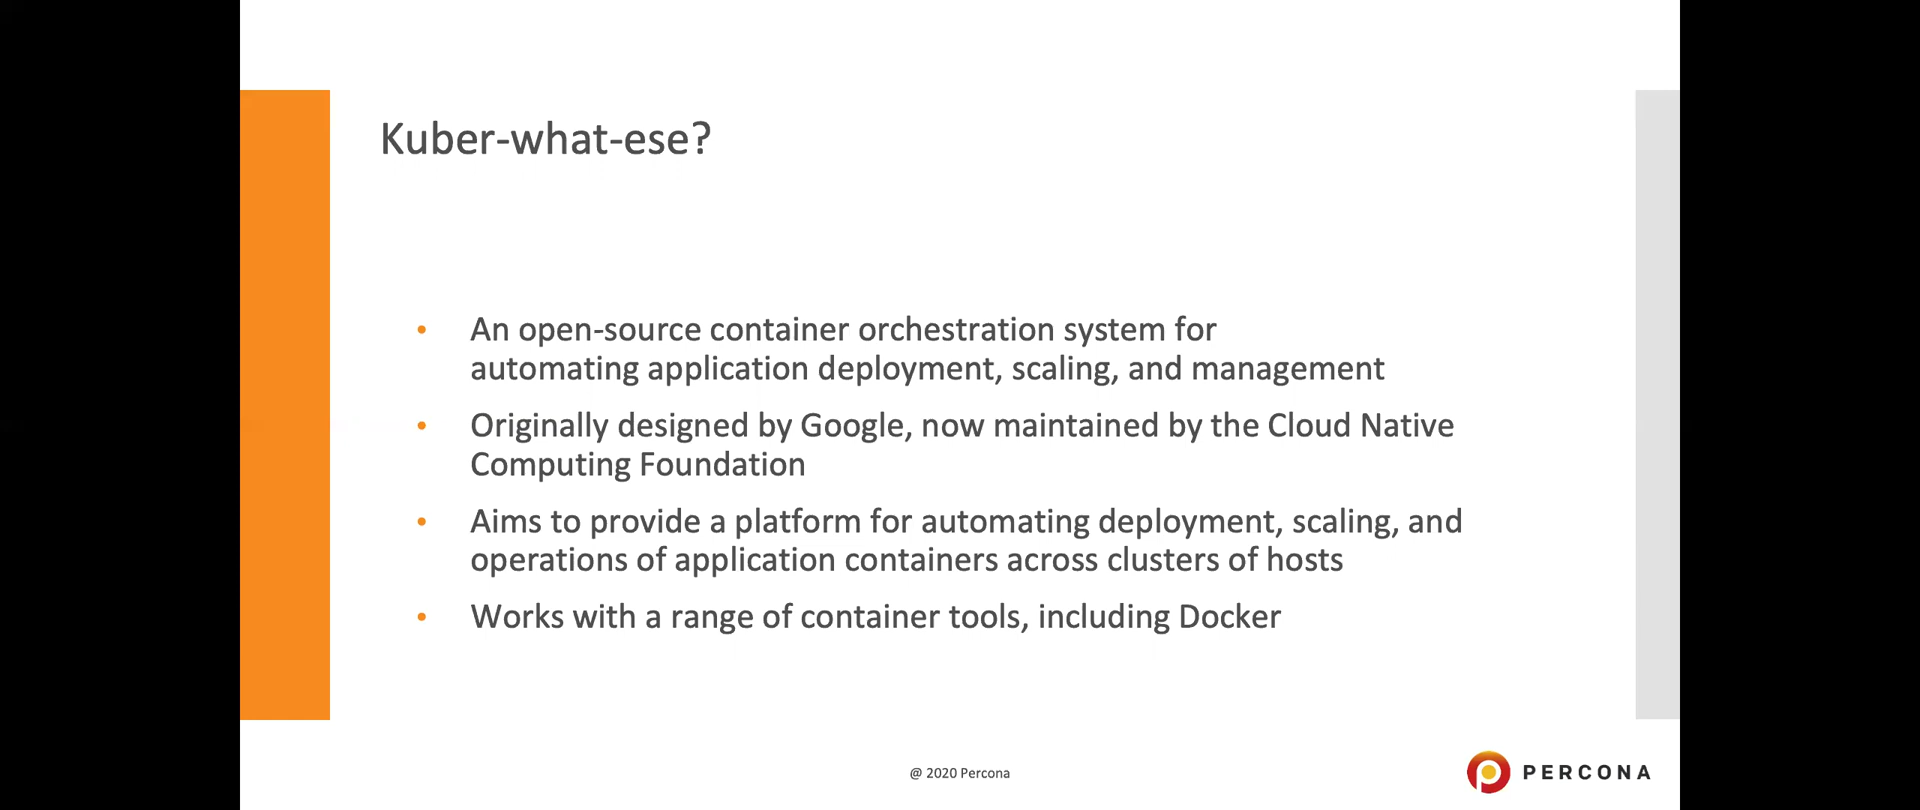 Kuber-what-ese?
• An open-source container orchestration system for
automating application deployment, scaling, and management
• Originally designed by Google, now maintained by the Cloud Native
Computing Foundation
• Aims to provide a platform for automating deployment, scaling, and
operations of application containers across clusters of hosts
• Works with a range of container tools, including Docker
@ 2020 Percona
PERCONA